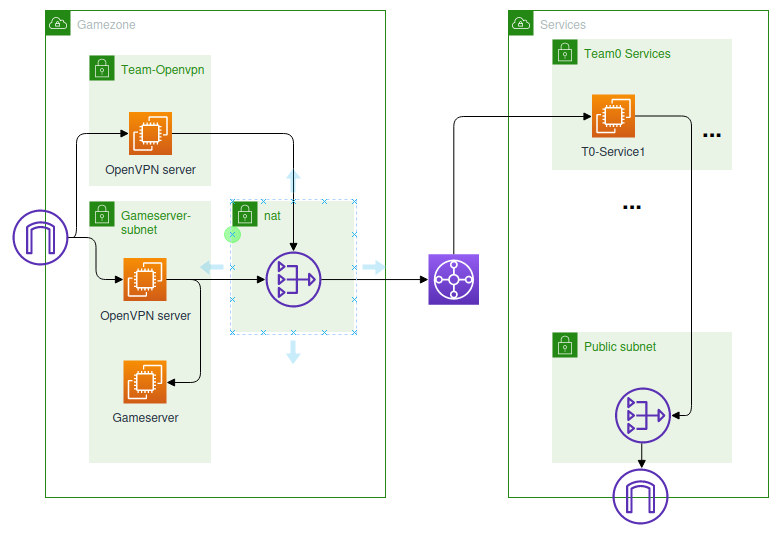 Gamezone
Team-Openvpn
OpenVPN server
Gameserver-
subnet
OpenVPN server
Gameserver
nat
Services
Team0 Services
T0-Service1
...
...
Public subnet